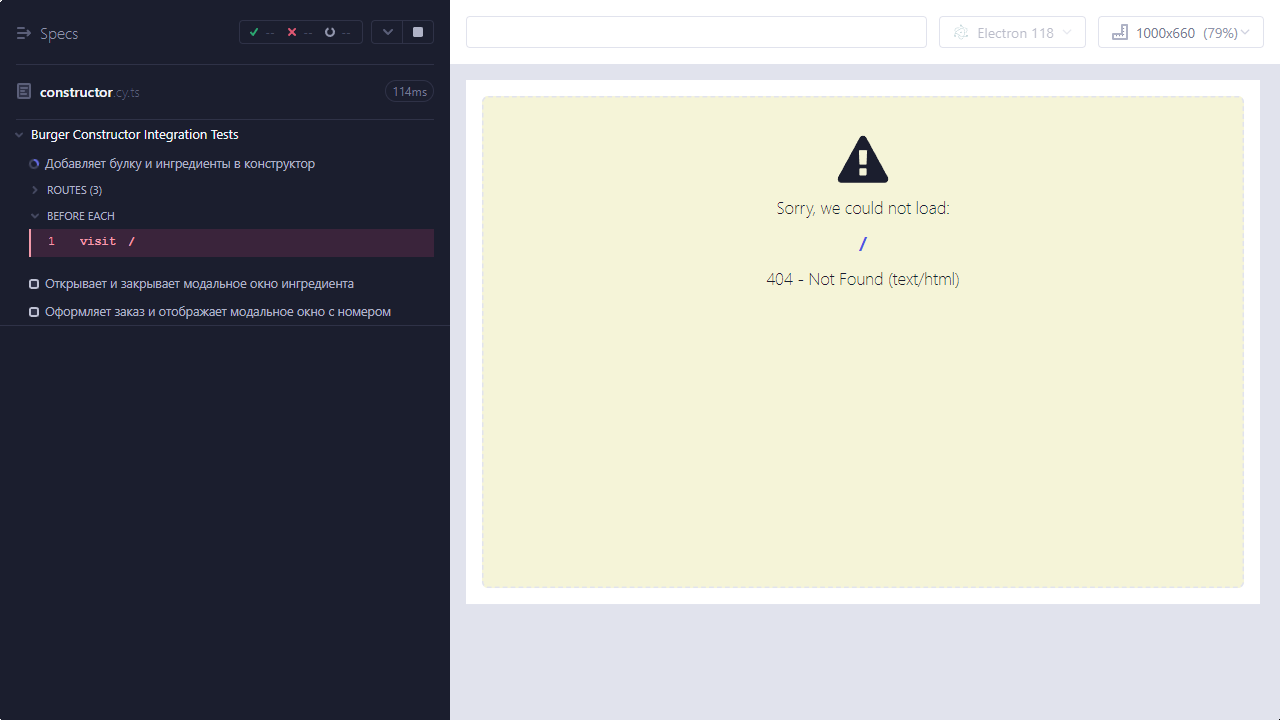 Specs
-- -- --
Electron 118
1000x660 (79%)
constructor.cy.ts
114ms
Burger Constructor Integration Tests
Добавляет булку и ингредиенты в конструктор
ROUTES (3)
BEFORE EACH
1 visit /
Открывает и закрывает модальное окно ингредиента
Оформляет заказ и отображает модальное окно с номером
Sorry, we could not load:
/
404 - Not Found (text/html)